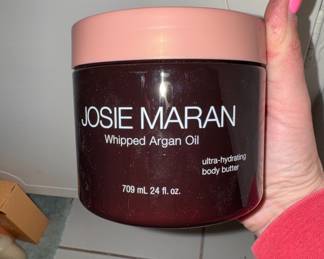 JOSIE MARAN
Whipped Argan Oil
ultra-hydrating
body butter
709 mL 24 fl. oz.